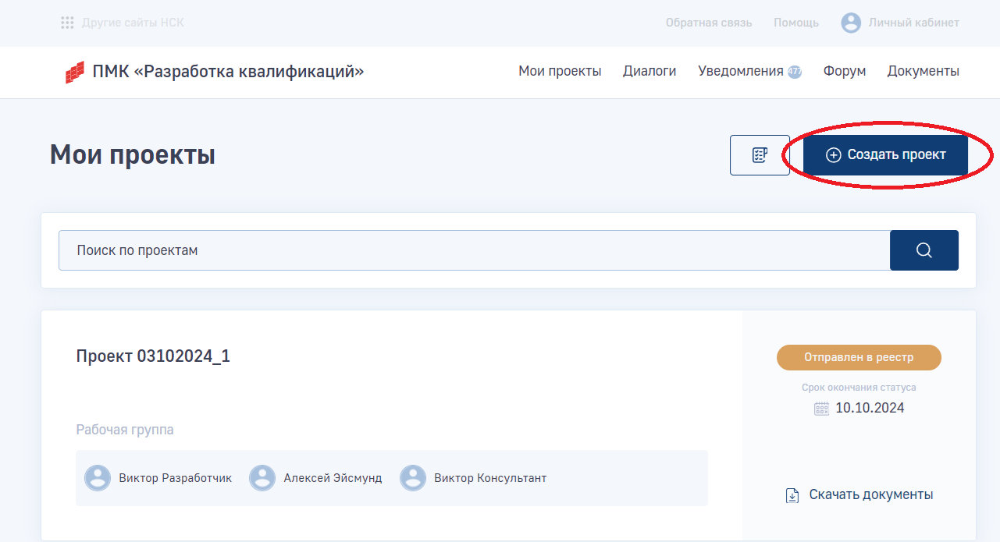 Другие сайты НСК
Обратная связь Помощь Личный кабинет
ПМК «Разработка квалификаций»
Мои проекты Диалоги Уведомления 477 Форум Документы
Мои проекты
Создать проект
Поиск по проектам
Проект 03102024_1
Отправлен в реестр
Срок окончания статуса
10.10.2024
Рабочая группа
Виктор Разработчик Алексей Эйсмунд Виктор Консультант
Скачать документы